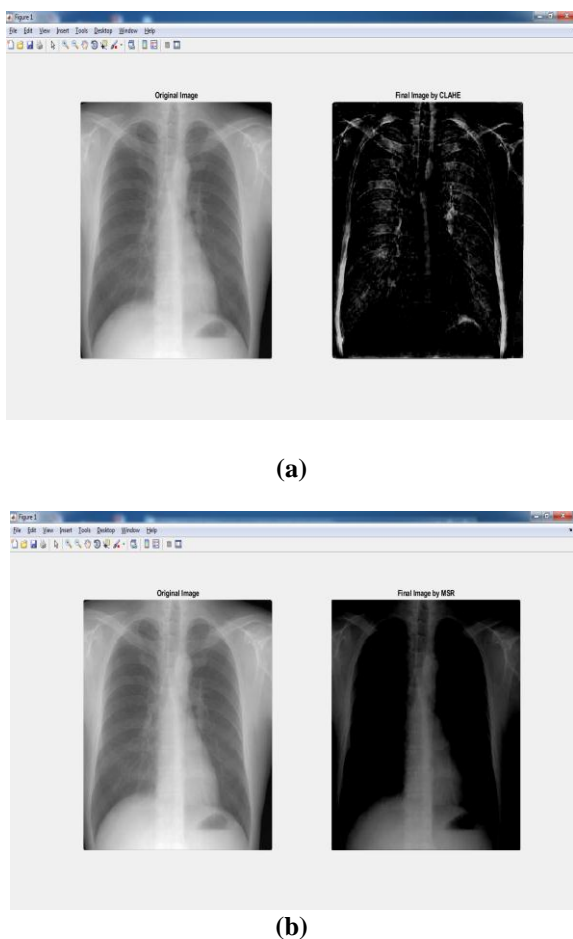 Figure 1
File Edit View Insert Tools Desktop Window Help
Original Image Final Image by CLAHE
(a)
Figure 1
File Edit View Insert Tools Desktop Window Help
Original Image Final Image by MSR
(b)